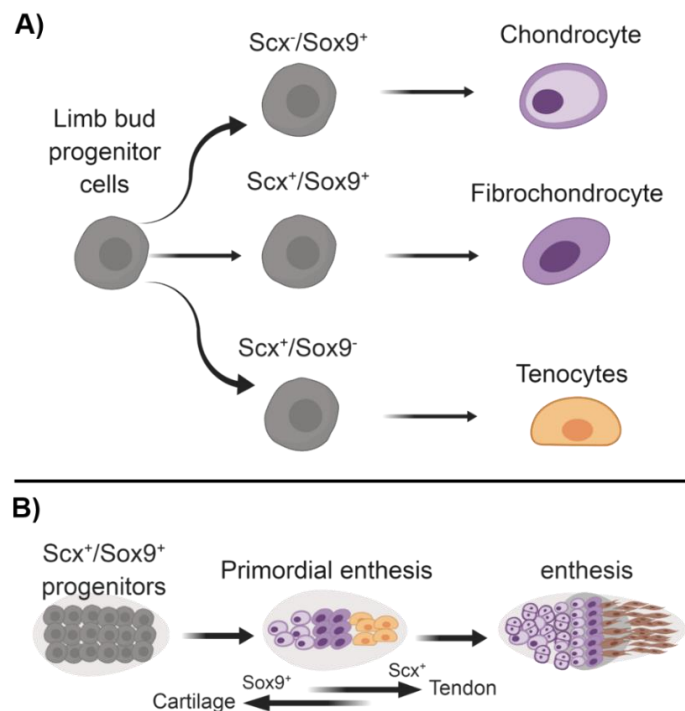 A)
Scx⁻/Sox9⁺
Chondrocyte
Limb bud
progenitor
cells
Scx⁺/Sox9⁺
Fibrochondrocyte
Scx⁺/Sox9⁻
Tenocytes
B)
Scx⁺/Sox9⁺
progenitors
Primordial enthesis
enthesis
Sox9⁺
Scx⁺
Cartilage
Tendon